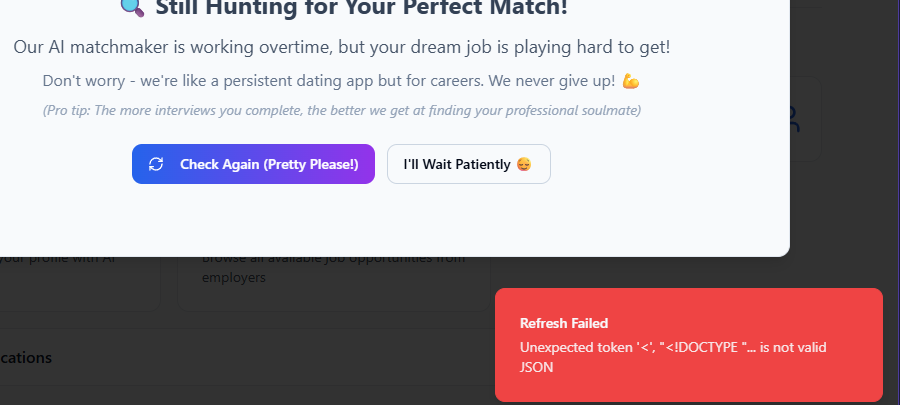 🔍 Still Hunting for Your Perfect Match!
Our AI matchmaker is working overtime, but your dream job is playing hard to get!
Don't worry - we're like a persistent dating app but for careers. We never give up! 💪
(Pro tip: The more interviews you complete, the better we get at finding your professional soulmate)
Check Again (Pretty Please!)
I'll Wait Patiently 😅
your profile with AI
browse all available job opportunities from
employers
cations
Refresh Failed
Unexpected token '<', "<!DOCTYPE "... is not valid
JSON